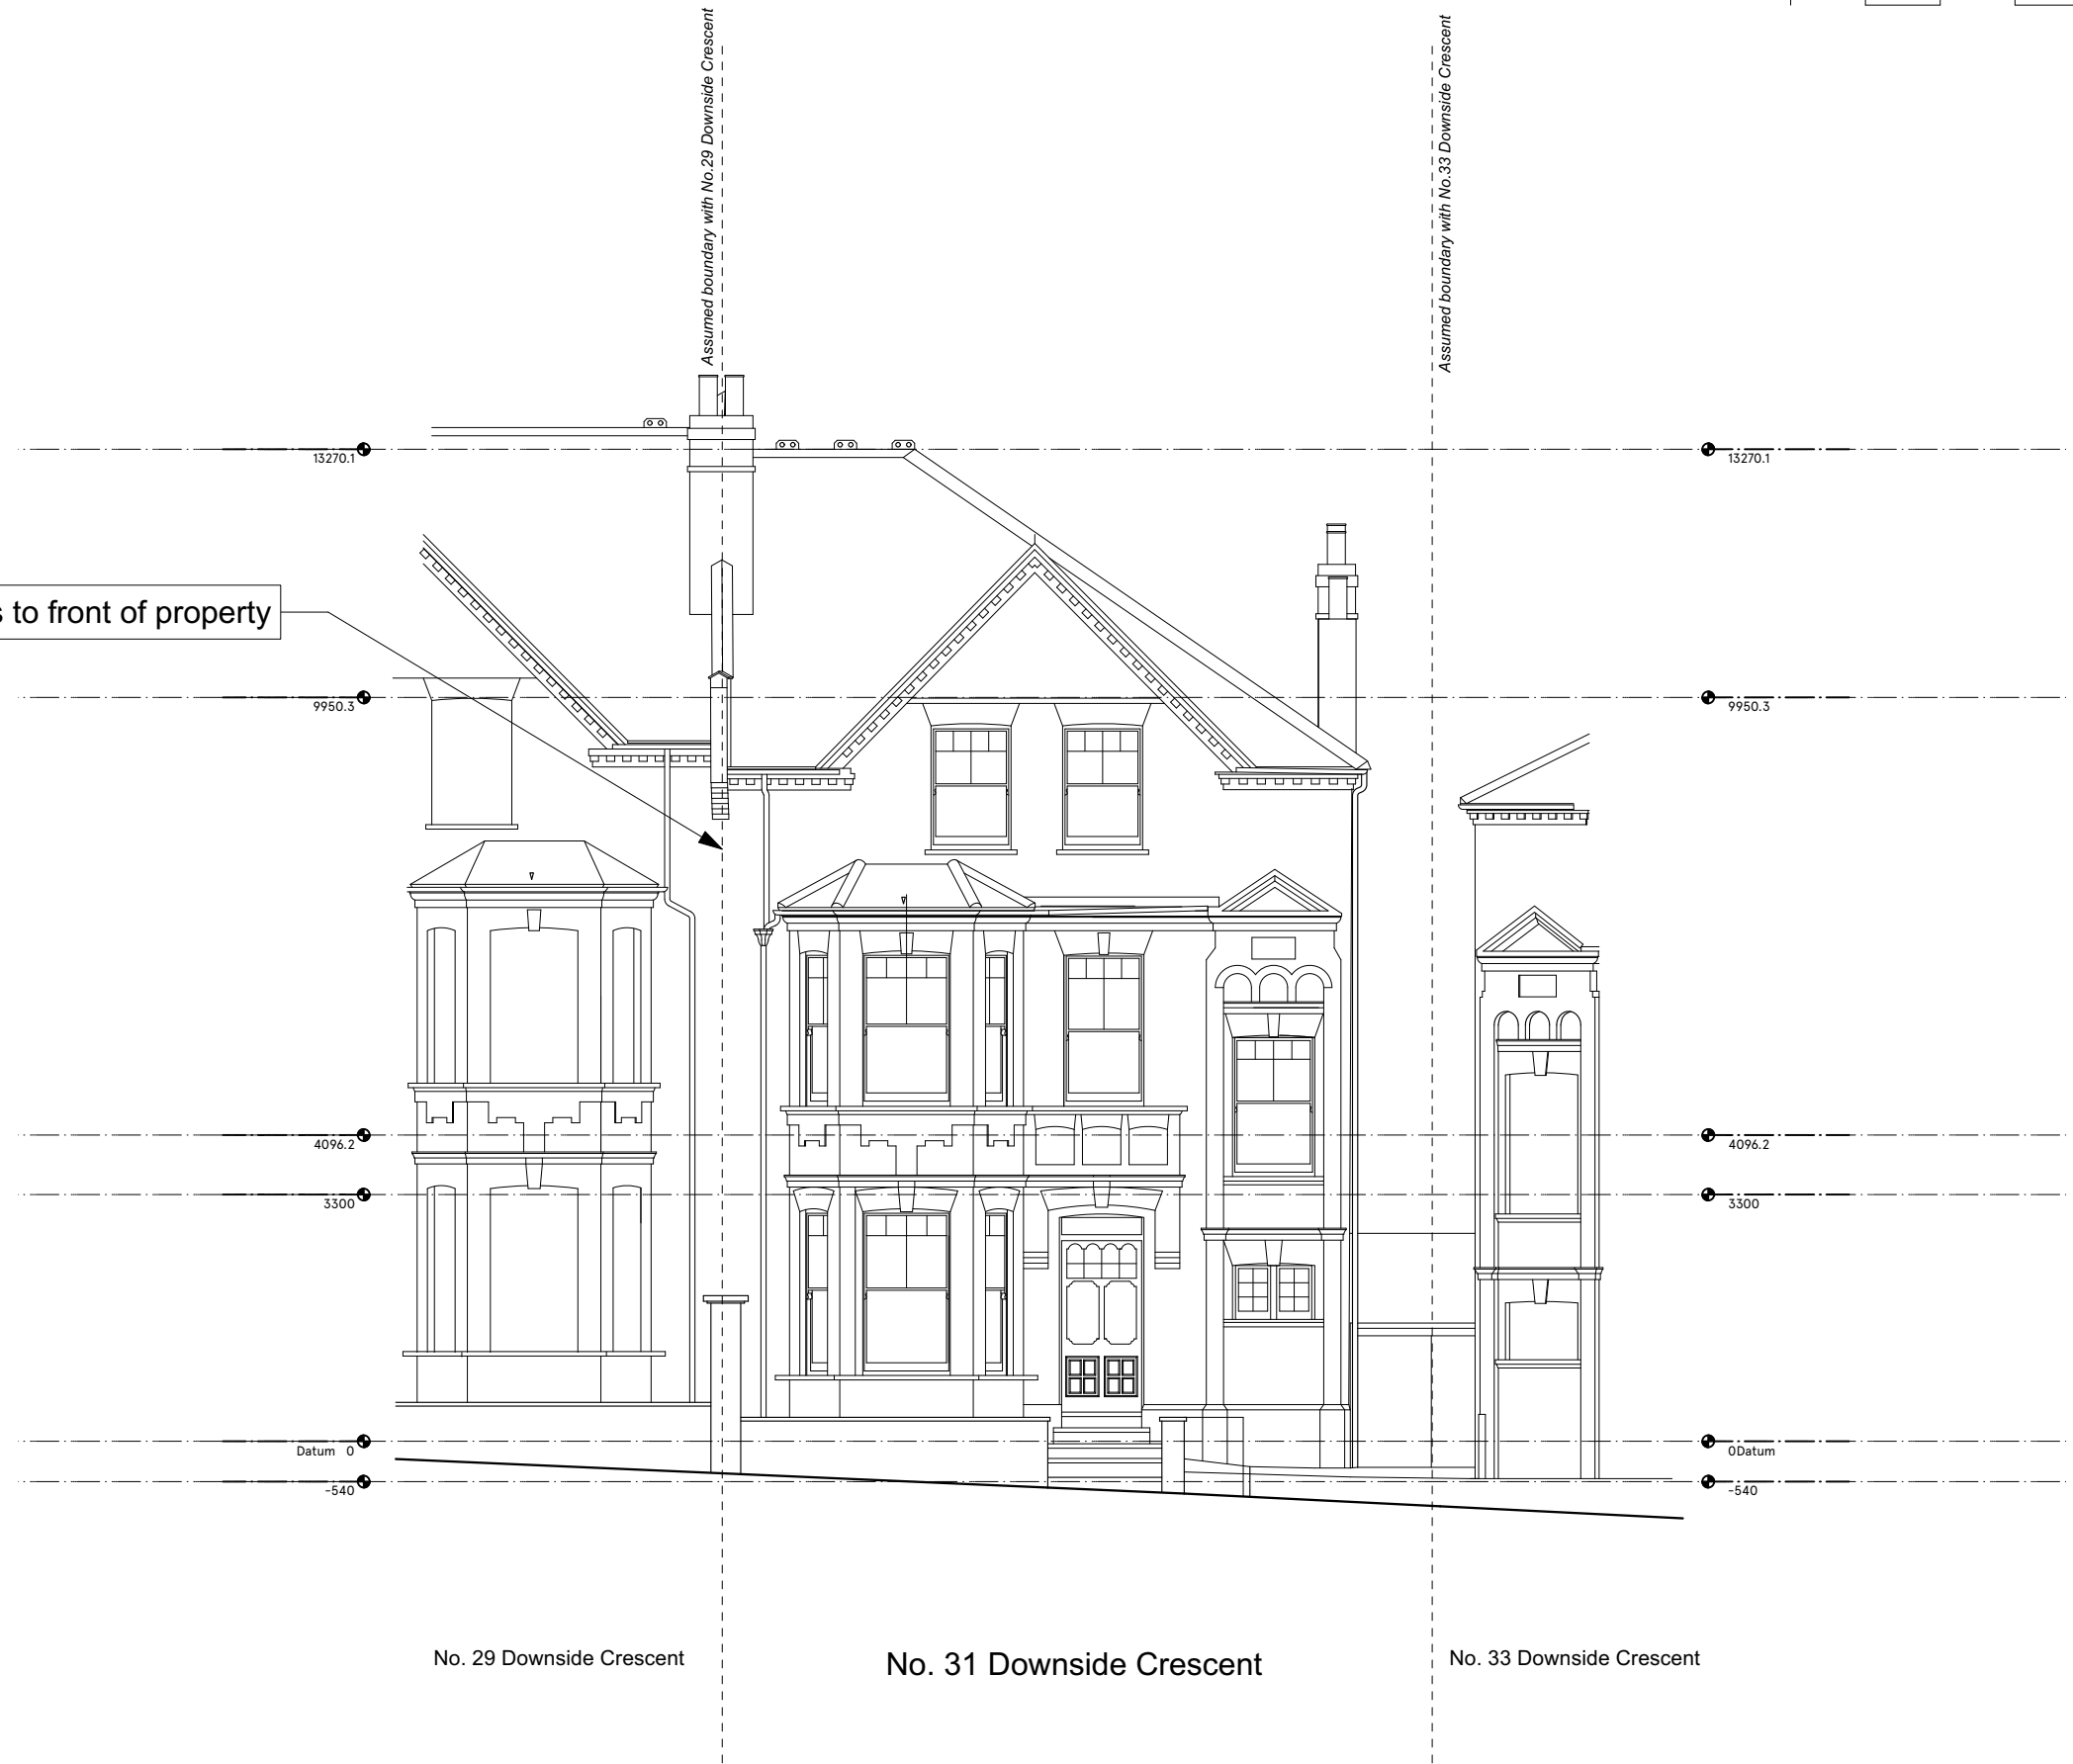 Assumed boundary with No.29 Downside Crescent
Assumed boundary with No.33 Downside Crescent
13270.1
13270.1
to front of property
9950.3
9950.3
4096.2
4096.2
3300
3300
Datum 0
0Datum
-540
-540
No. 29 Downside Crescent
No. 31 Downside Crescent
No. 33 Downside Crescent